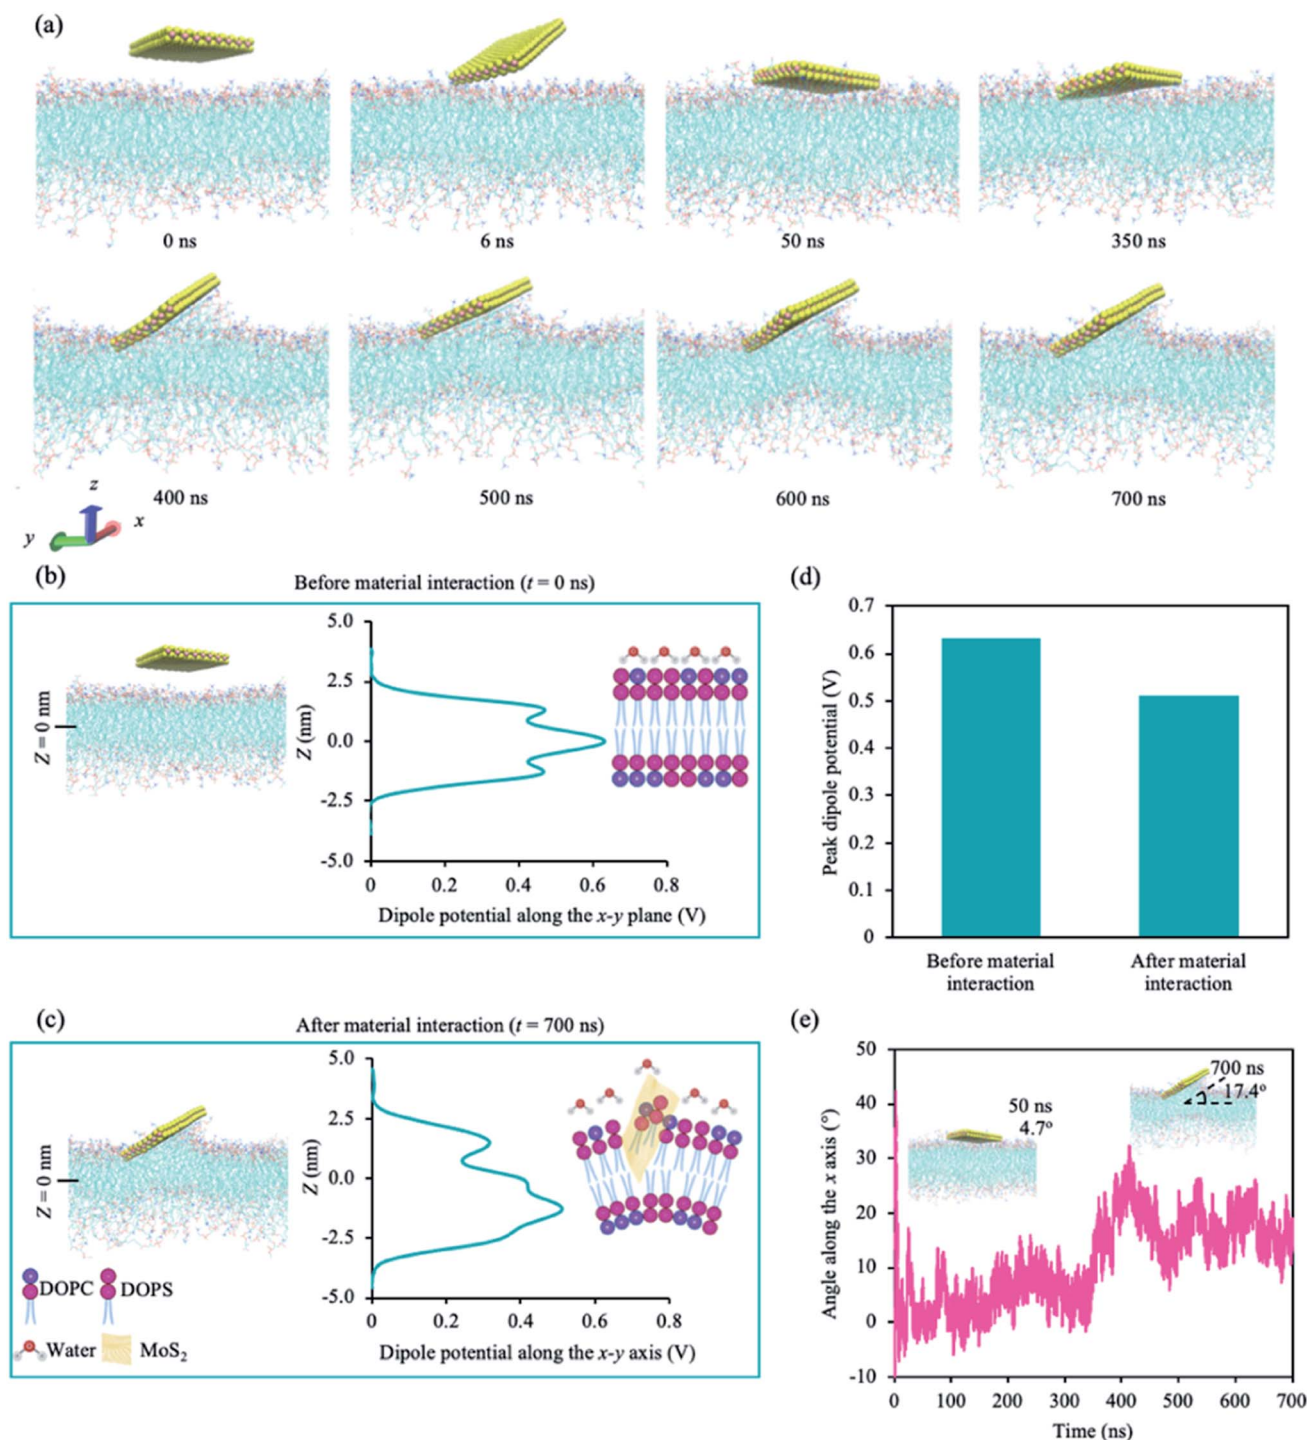 (a)
0 ns
6 ns
50 ns
350 ns
400 ns
500 ns
600 ns
700 ns
z
x
y
(b)
Before material interaction (t = 0 ns)
Z = 0 nm
Z (nm)
5.0
2.5
0.0
-2.5
-5.0
0
0.2
0.4
0.6
0.8
Dipole potential along the x-y plane (V)
(d)
Peak dipole potential (V)
0.7
0.6
0.5
0.4
0.3
0.2
0.1
0
Before material
interaction
After material
interaction
(c)
After material interaction (t = 700 ns)
Z = 0 nm
Z (nm)
5.0
2.5
0.0
-2.5
-5.0
0
0.2
0.4
0.6
0.8
Dipole potential along the x-y axis (V)
DOPC
DOPS
Water
MoS₂
(e)
Angle along the x axis (°)
50
40
30
20
10
0
-10
50 ns
4.7º
700 ns
17.4º
0
100
200
300
400
500
600
700
Time (ns)